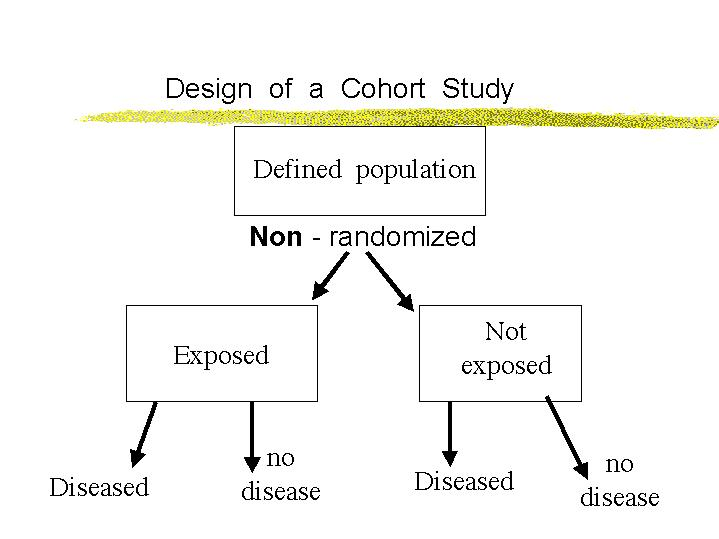 Design of a Cohort Study
Defined population
Non - randomized
Exposed
Not
exposed
Diseased
no
disease
Diseased
no
disease